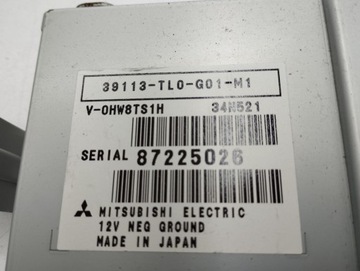 39113-TL0-G01-M1
V-0HW8TS1H 34N521
SERIAL 87225026
MITSUBISHI ELECTRIC
12V NEG GROUND
MADE IN JAPAN